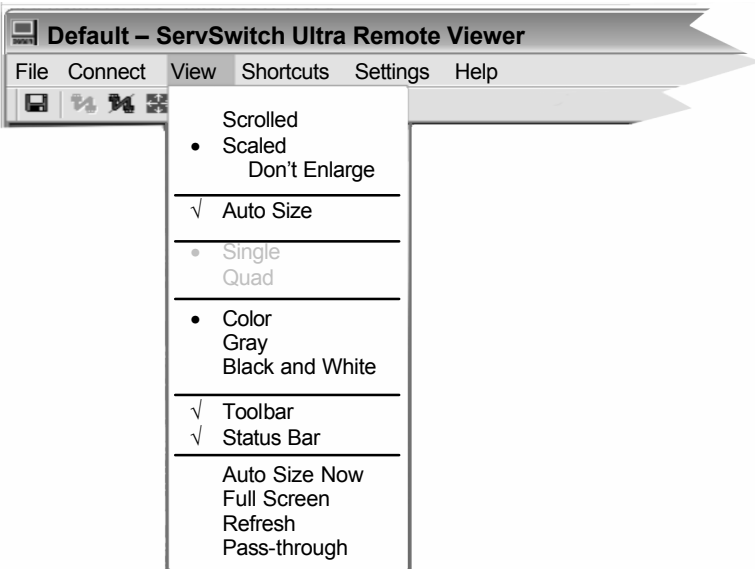 Default – ServSwitch Ultra Remote Viewer
File Connect View Shortcuts Settings Help
Scrolled
• Scaled
Don't Enlarge
√ Auto Size
• Single
Quad
• Color
Gray
Black and White
√ Toolbar
√ Status Bar
Auto Size Now
Full Screen
Refresh
Pass-through